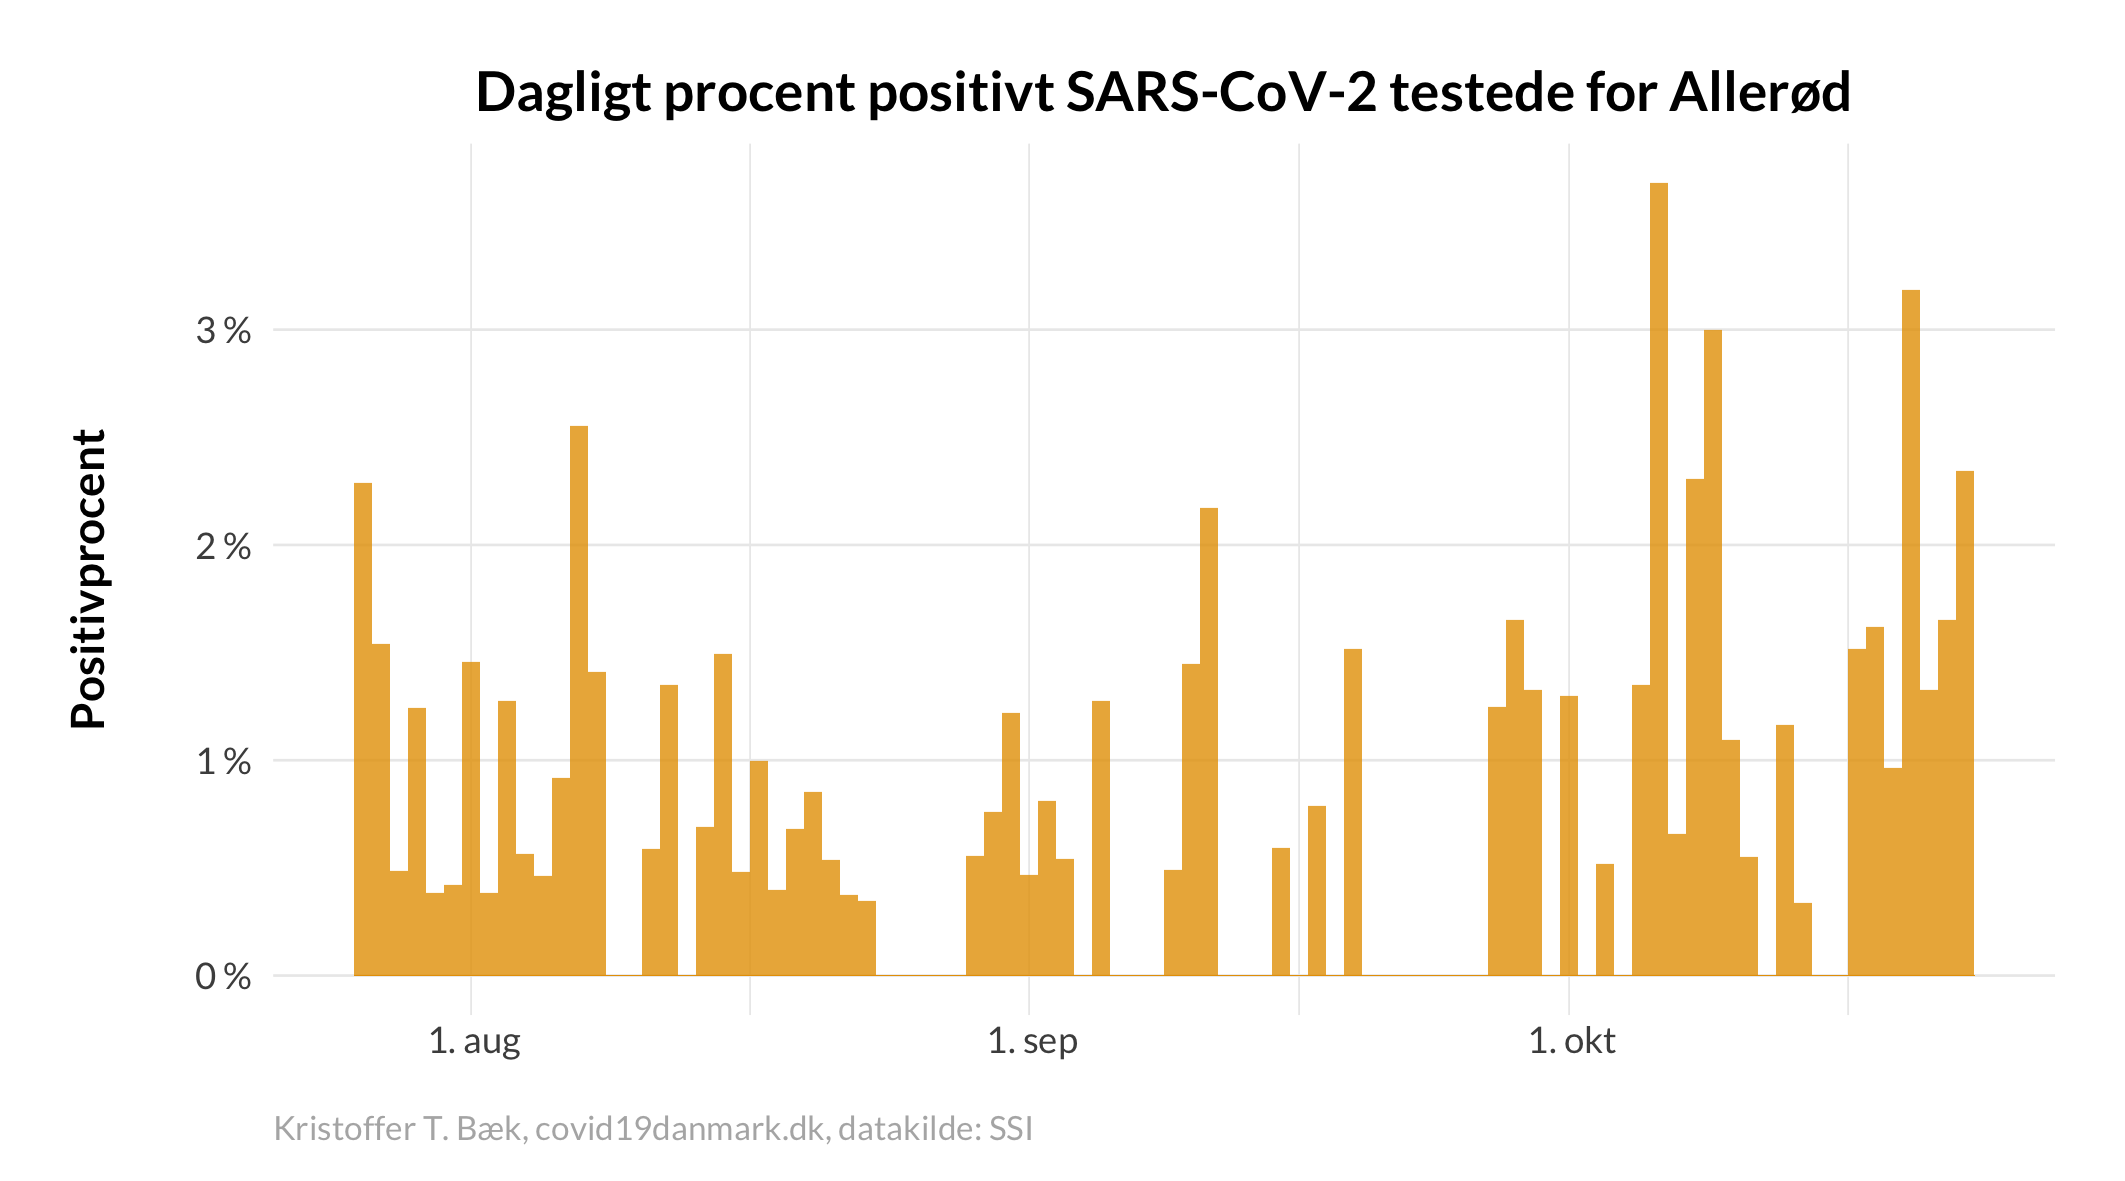 Dagligt procent positivt SARS-CoV-2 testede for Allerød
Positivprocent
3 %
2 %
1 %
0 %
1. aug
1. sep
1. okt
Kristoffer T. Bæk, covid19danmark.dk, datakilde: SSI